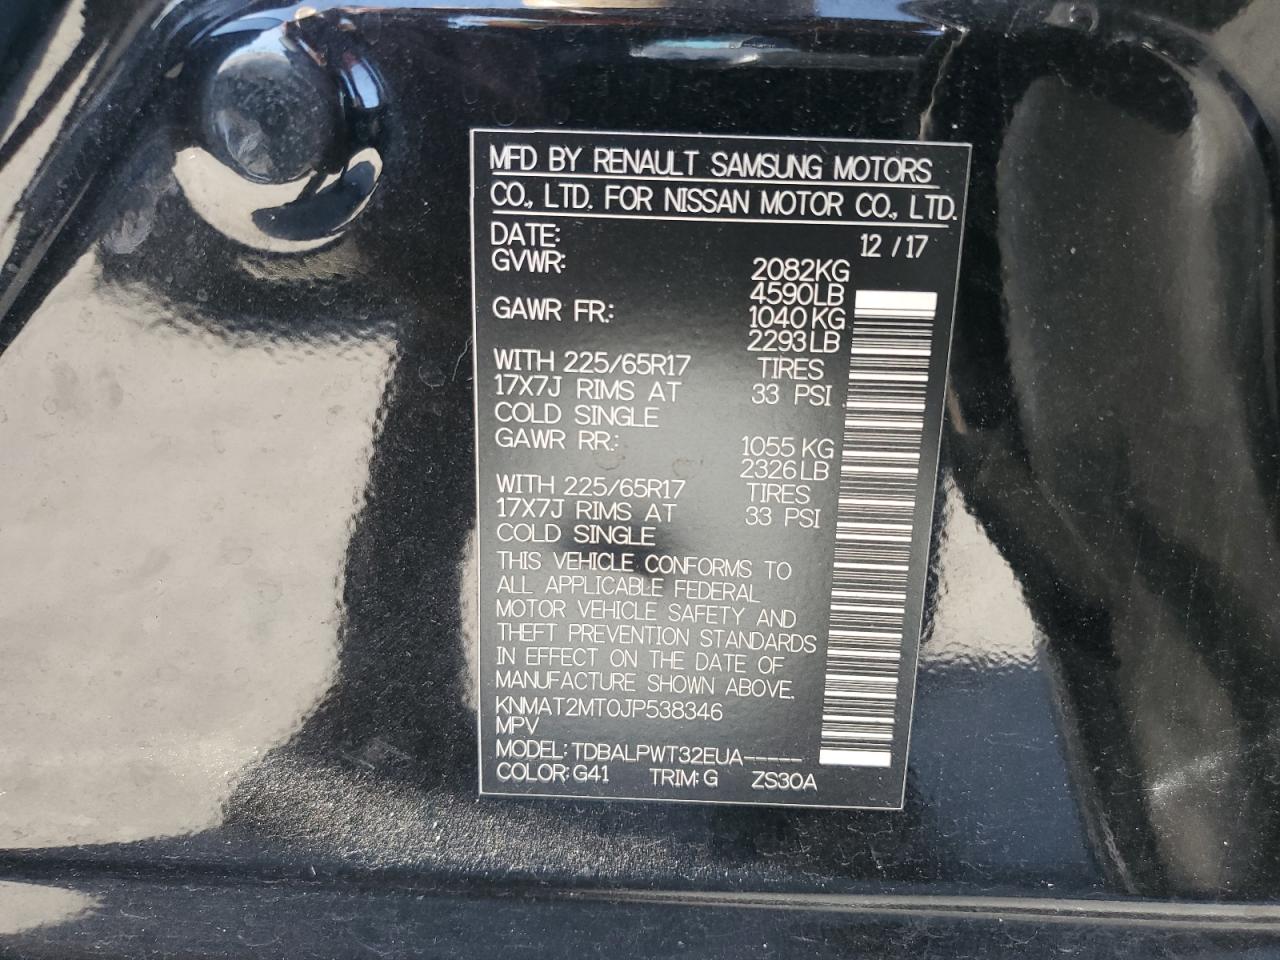 MFD BY RENAULT SAMSUNG MOTORS
CO., LTD. FOR NISSAN MOTOR CO., LTD.
DATE: 12 / 17
GVWR: 2082KG
4590LB
GAWR FR.: 1040 KG
2293 LB
WITH 225/65R17 TIRES
17X7J RIMS AT 33 PSI
COLD SINGLE
GAWR RR.: 1055 KG
2326 LB
WITH 225/65R17 TIRES
17X7J RIMS AT 33 PSI
COLD SINGLE
THIS VEHICLE CONFORMS TO
ALL APPLICABLE FEDERAL
MOTOR VEHICLE SAFETY AND
THEFT PREVENTION STANDARDS
IN EFFECT ON THE DATE OF
MANUFACTURE SHOWN ABOVE.
KNMAT2MT0JP538346
MPV
MODEL: TDBALPWT32EUA-----
COLOR: G41 TRIM: G ZS30A